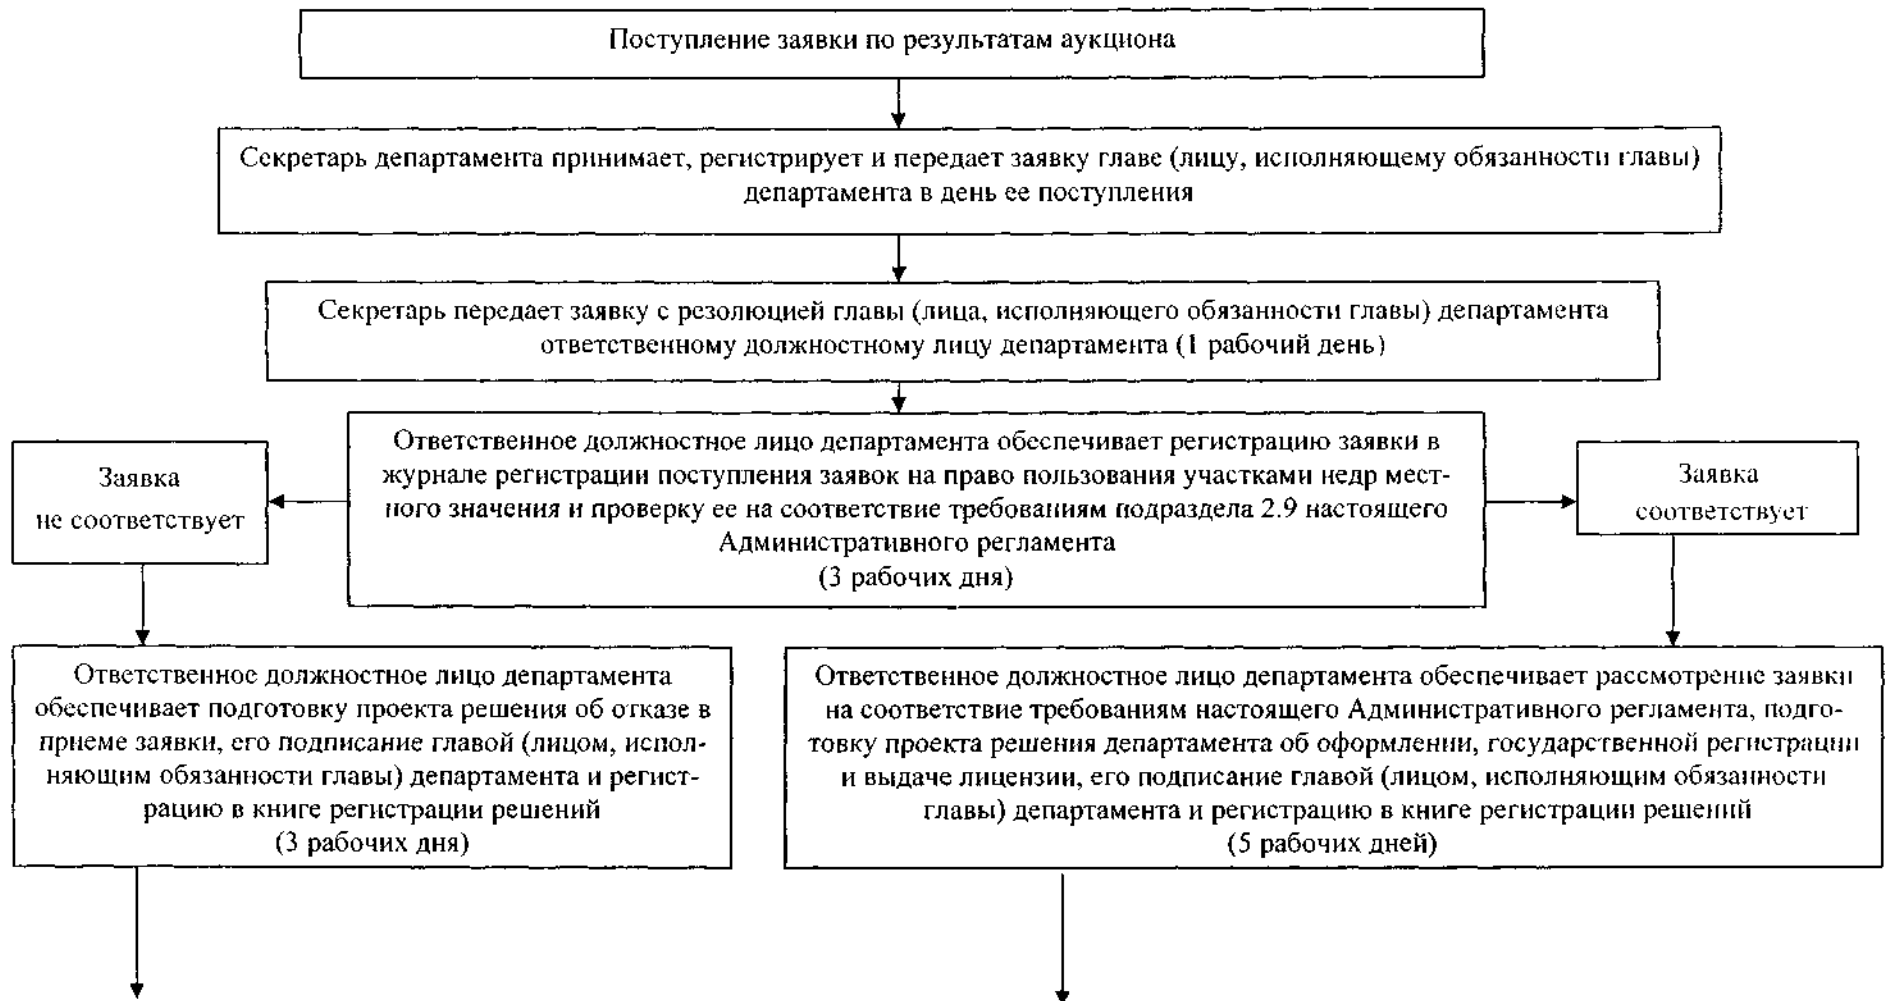 Поступление заявки по результатам аукциона
Секретарь департамента принимает, регистрирует и передает заявку главе (лицу, исполняющему обязанности главы)
департамента в день ее поступления
Секретарь передает заявку с резолюцией главы (лица, исполняющего обязанности главы) департамента
ответственному должностному лицу департамента (1 рабочий день)
Ответственное должностное лицо департамента обеспечивает регистрацию заявки в
журнале регистрации поступления заявок на право пользования участками недр мест-
ного значения и проверку ее на соответствие требованиям подраздела 2.9 настоящего
Административного регламента
(3 рабочих дня)
Заявка
не соответствует
Заявка
соответствует
Ответственное должностное лицо департамента
обеспечивает подготовку проекта решения об отказе в
приеме заявки, его подписание главой (лицом, испол-
няющим обязанности главы) департамента и регист-
рацию в книге регистрации решений
(3 рабочих дня)
Ответственное должностное лицо департамента обеспечивает рассмотрение заявки
на соответствие требованиям настоящего Административного регламента, подго-
товку проекта решения департамента об оформлении, государственной регистрации
и выдаче лицензии, его подписание главой (лицом, исполняющим обязанности
главы) департамента и регистрацию в книге регистрации решений
(5 рабочих дней)